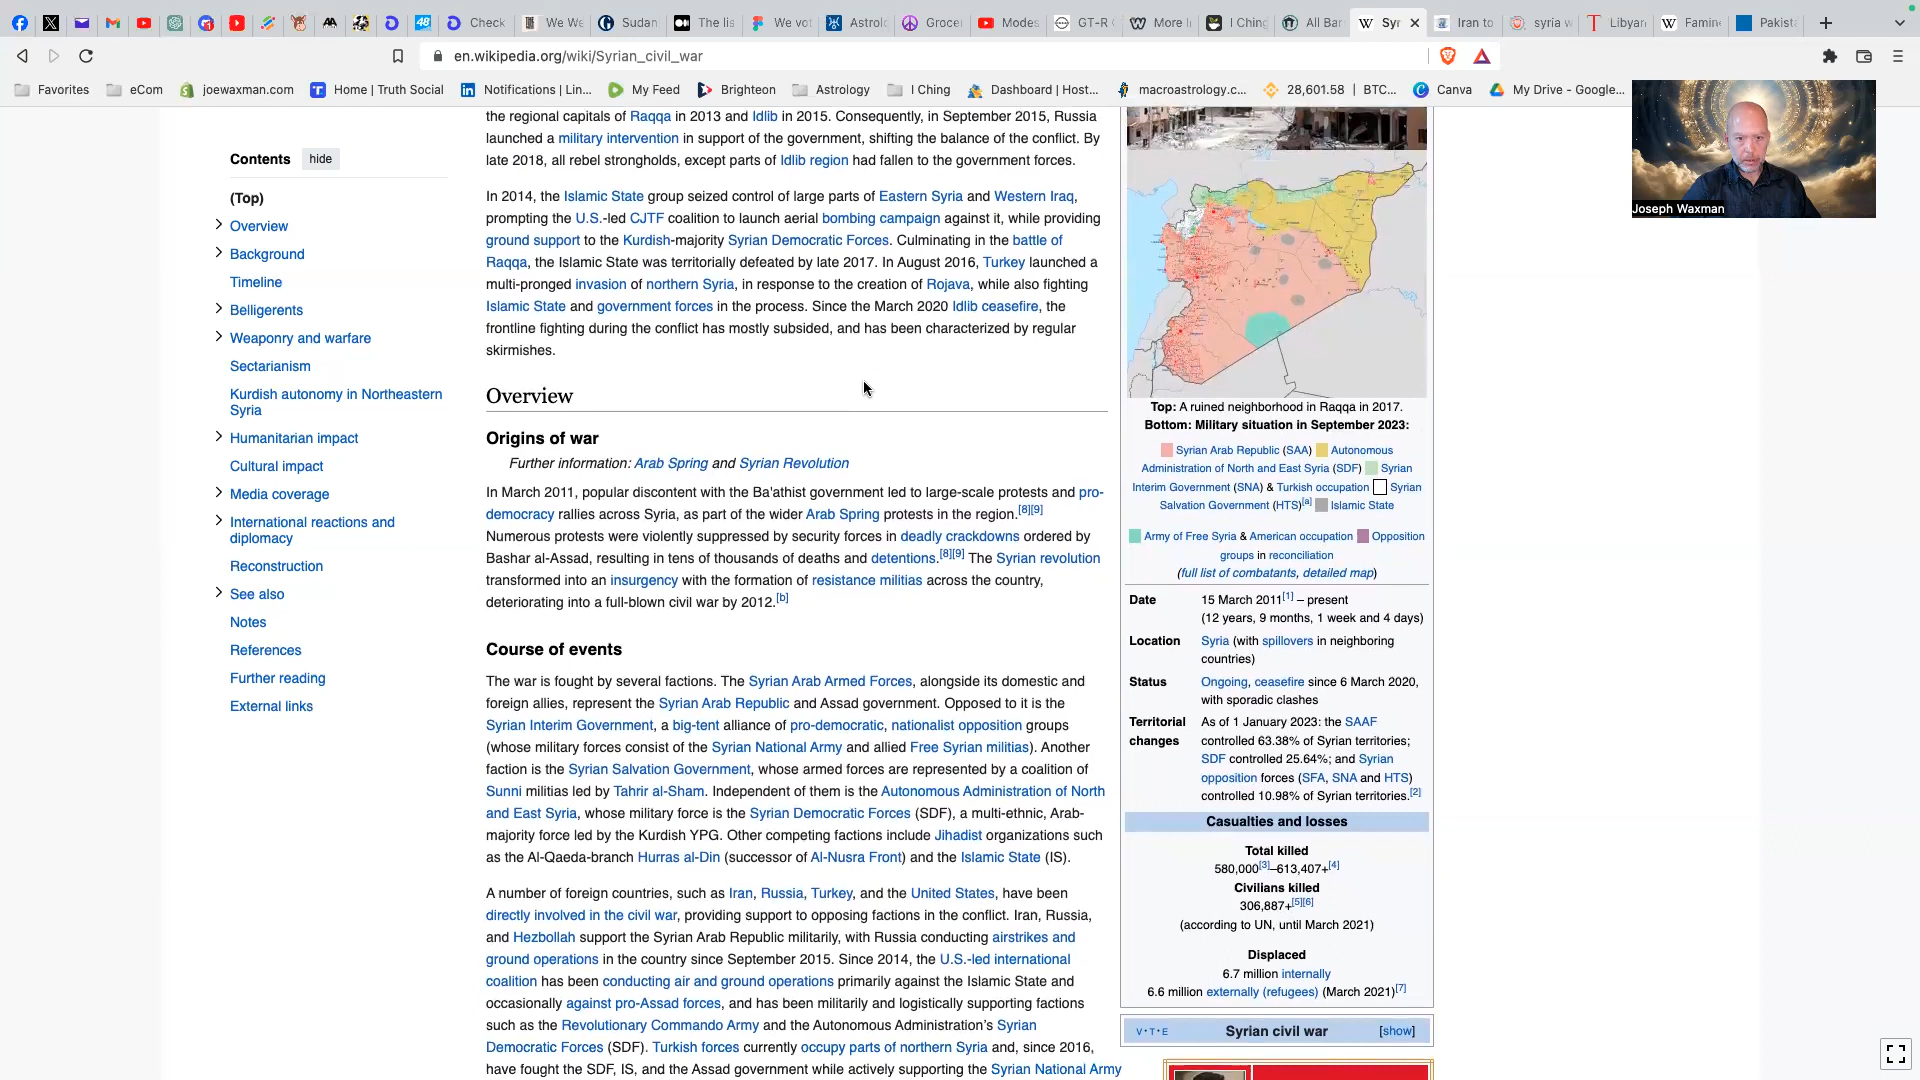 Check
We We
Sudan
The lis
We vot
Astrolo
Grocer
Modes
GT-R
More I
I Ching
All Bar
Syr
Iran to
syria w
Libyan
Famin
Pakist
en.wikipedia.org/wiki/Syrian_civil_war
Favorites
eCom
joewaxman.com
Home | Truth Social
Notifications | Lin...
My Feed
Brighteon
Astrology
I Ching
Dashboard | Host...
macroastrology.c...
28,601.58 | BTC...
Canva
My Drive - Google...
Joseph Waxman
Contents hide
(Top)
Overview
Background
Timeline
Belligerents
Weaponry and warfare
Sectarianism
Kurdish autonomy in Northeastern
Syria
Humanitarian impact
Cultural impact
Media coverage
International reactions and
diplomacy
Reconstruction
See also
Notes
References
Further reading
External links
the regional capitals of Raqqa in 2013 and Idlib in 2015. Consequently, in September 2015, Russia
launched a military intervention in support of the government, shifting the balance of the conflict. By
late 2018, all rebel strongholds, except parts of Idlib region had fallen to the government forces.
In 2014, the Islamic State group seized control of large parts of Eastern Syria and Western Iraq,
prompting the U.S.-led CJTF coalition to launch aerial bombing campaign against it, while providing
ground support to the Kurdish-majority Syrian Democratic Forces. Culminating in the battle of
Raqqa, the Islamic State was territorially defeated by late 2017. In August 2016, Turkey launched a
multi-pronged invasion of northern Syria, in response to the creation of Rojava, while also fighting
Islamic State and government forces in the process. Since the March 2020 Idlib ceasefire, the
frontline fighting during the conflict has mostly subsided, and has been characterized by regular
skirmishes.
Overview
Origins of war
Further information: Arab Spring and Syrian Revolution
In March 2011, popular discontent with the Ba'athist government led to large-scale protests and pro-
democracy rallies across Syria, as part of the wider Arab Spring protests in the region.[8][9]
Numerous protests were violently suppressed by security forces in deadly crackdowns ordered by
Bashar al-Assad, resulting in tens of thousands of deaths and detentions.[8][9] The Syrian revolution
transformed into an insurgency with the formation of resistance militias across the country,
deteriorating into a full-blown civil war by 2012.[b]
Course of events
The war is fought by several factions. The Syrian Arab Armed Forces, alongside its domestic and
foreign allies, represent the Syrian Arab Republic and Assad government. Opposed to it is the
Syrian Interim Government, a big-tent alliance of pro-democratic, nationalist opposition groups
(whose military forces consist of the Syrian National Army and allied Free Syrian militias). Another
faction is the Syrian Salvation Government, whose armed forces are represented by a coalition of
Sunni militias led by Tahrir al-Sham. Independent of them is the Autonomous Administration of North
and East Syria, whose military force is the Syrian Democratic Forces (SDF), a multi-ethnic, Arab-
majority force led by the Kurdish YPG. Other competing factions include Jihadist organizations such
as the Al-Qaeda-branch Hurras al-Din (successor of Al-Nusra Front) and the Islamic State (IS).
A number of foreign countries, such as Iran, Russia, Turkey, and the United States, have been
directly involved in the civil war, providing support to opposing factions in the conflict. Iran, Russia,
and Hezbollah support the Syrian Arab Republic militarily, with Russia conducting airstrikes and
ground operations in the country since September 2015. Since 2014, the U.S.-led international
coalition has been conducting air and ground operations primarily against the Islamic State and
occasionally against pro-Assad forces, and has been militarily and logistically supporting factions
such as the Revolutionary Commando Army and the Autonomous Administration's Syrian
Democratic Forces (SDF). Turkish forces currently occupy parts of northern Syria and, since 2016,
have fought the SDF, IS, and the Assad government while actively supporting the Syrian National Army
Top: A ruined neighborhood in Raqqa in 2017.
Bottom: Military situation in September 2023:
Syrian Arab Republic (SAA) Autonomous
Administration of North and East Syria (SDF) Syrian
Interim Government (SNA) & Turkish occupation Syrian
Salvation Government (HTS)[a] Islamic State
Army of Free Syria & American occupation Opposition
groups in reconciliation
(full list of combatants, detailed map)
Date 15 March 2011[1] – present
(12 years, 9 months, 1 week and 4 days)
Location Syria (with spillovers in neighboring
countries)
Status Ongoing, ceasefire since 6 March 2020,
with sporadic clashes
Territorial As of 1 January 2023: the SAAF
changes controlled 63.38% of Syrian territories;
SDF controlled 25.64%; and Syrian
opposition forces (SFA, SNA and HTS)
controlled 10.98% of Syrian territories.[2]
Casualties and losses
Total killed
580,000[3]–613,407+[4]
Civilians killed
306,887+[5][6]
(according to UN, until March 2021)
Displaced
6.7 million internally
6.6 million externally (refugees) (March 2021)[7]
V·T·E Syrian civil war [show]